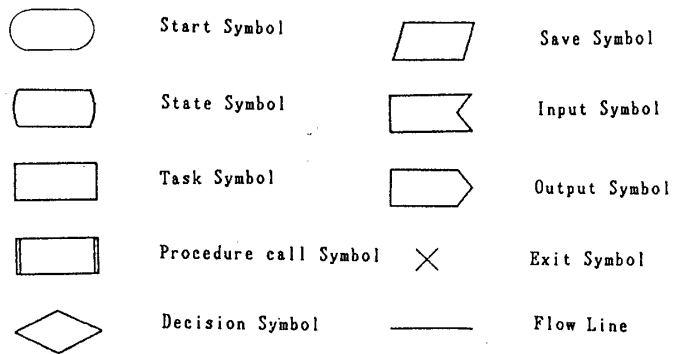 Start Symbol
State Symbol
Task Symbol
Procedure call Symbol
Decision Symbol
Save Symbol
Input Symbol
Output Symbol
Exit Symbol
Flow Line